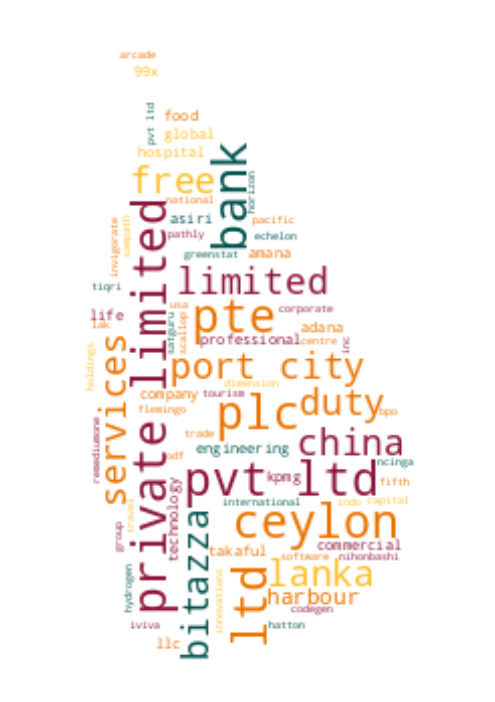 arcade
99x
pvt ltd
food
global
hospital
bank
free
horizon
national
private limited
asiri
pacific
invigorate
sampath
pathly
echelon
greenstat
amana
limited
tiqri
life
lak
usa
pte
corporate
satguru
scallop
adana
professional
centre
inc
services
holdings
port city
dimension
company
tourism
duty
plc
flemingo
bpo
trade
china
remediumone
engineering
pdf
ncinga
pvt ltd
kpmg
fifth
technology
international
indo
capital
travel
ceylon
group
bitazza
takaful
commercial
software
nihonbashi
lanka
ltd
hydrogen
innovations
harbour
codegen
iviva
hatton
llc